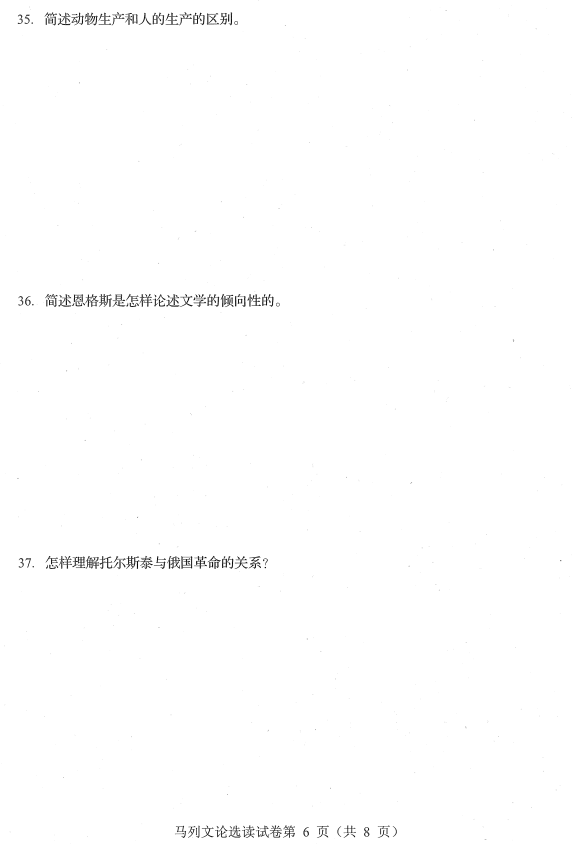 35. 简述动物生产和人的生产的区别。
36. 简述恩格斯是怎样论述文学的倾向性的。
37. 怎样理解托尔斯泰与俄国革命的关系?
马列文论选读试卷第 6 页（共 8 页）